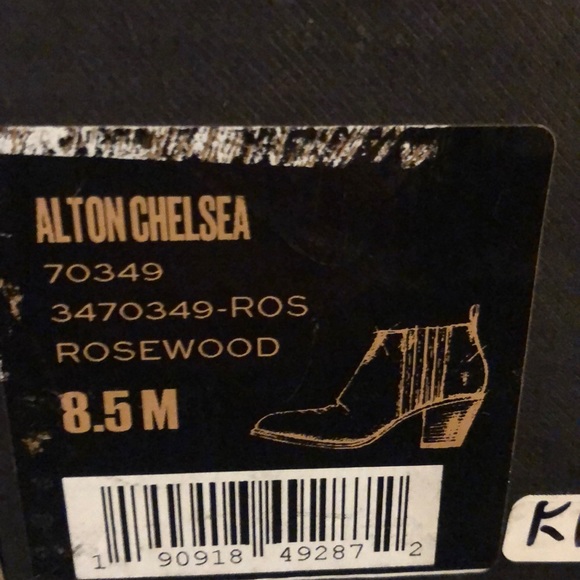 ALTON CHELSEA
70349
3470349-ROS
ROSEWOOD
8.5 M
1 90918 49287 2